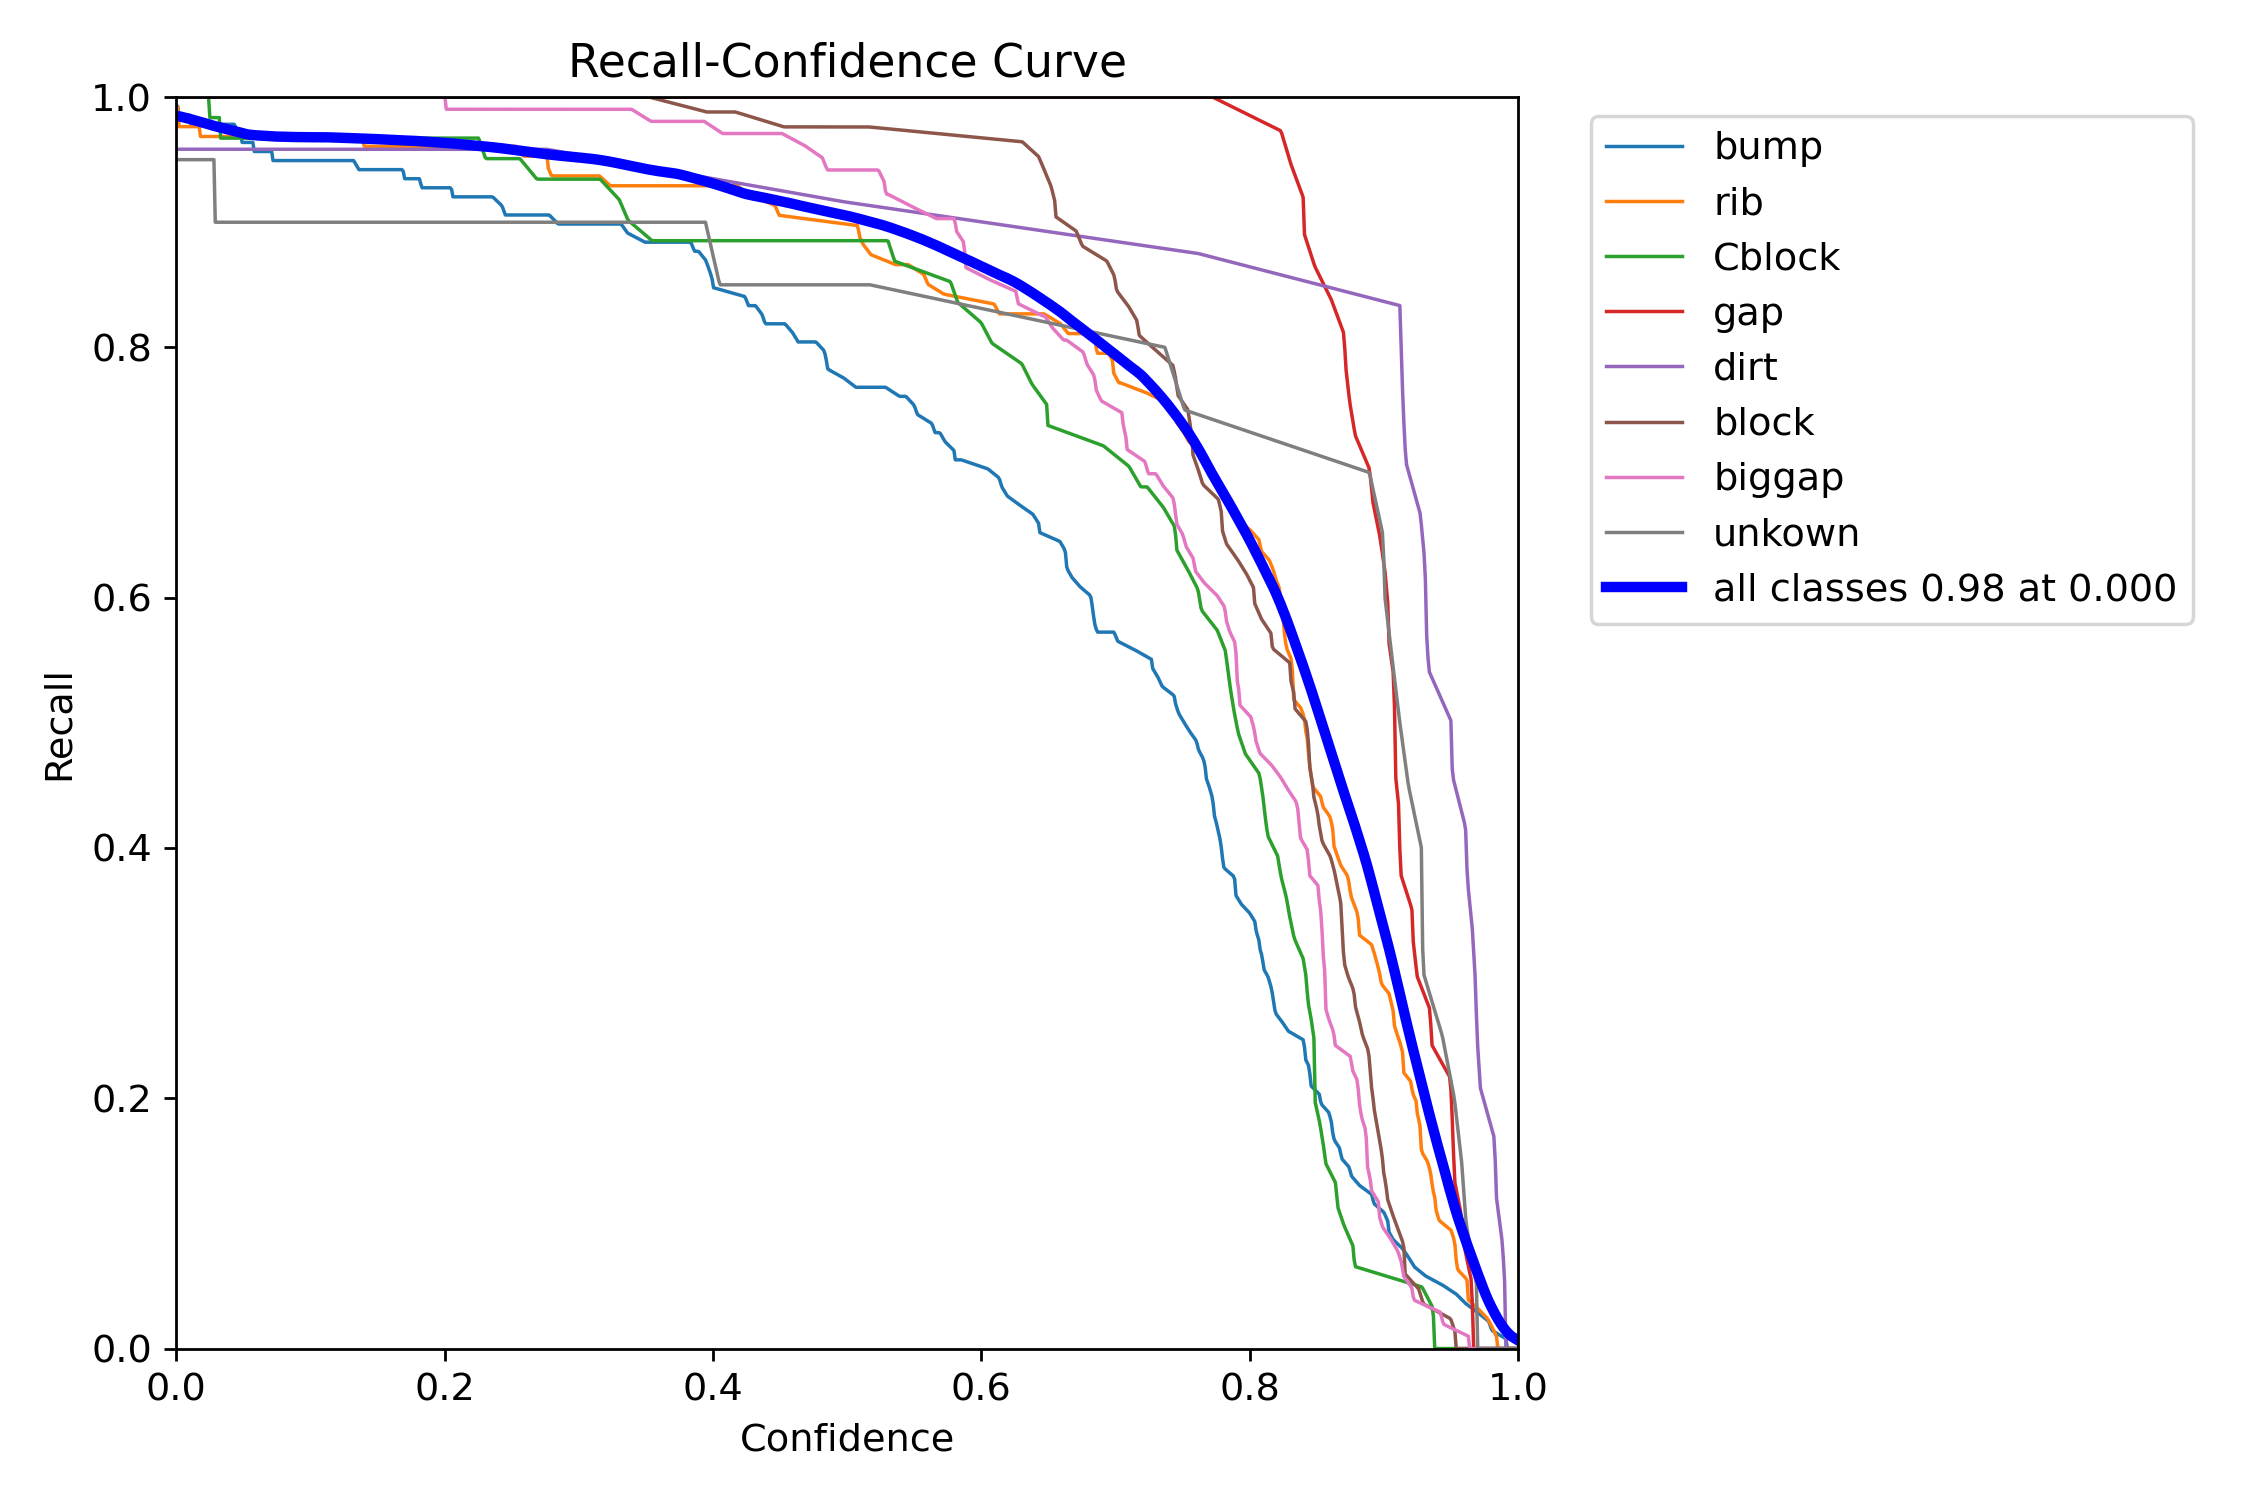 Recall-Confidence Curve
1.0
0.8
0.6
0.4
0.2
0.0
Recall
0.0 0.2 0.4 0.6 0.8 1.0
Confidence
bump
rib
Cblock
gap
dirt
block
biggap
unkown
all classes 0.98 at 0.000